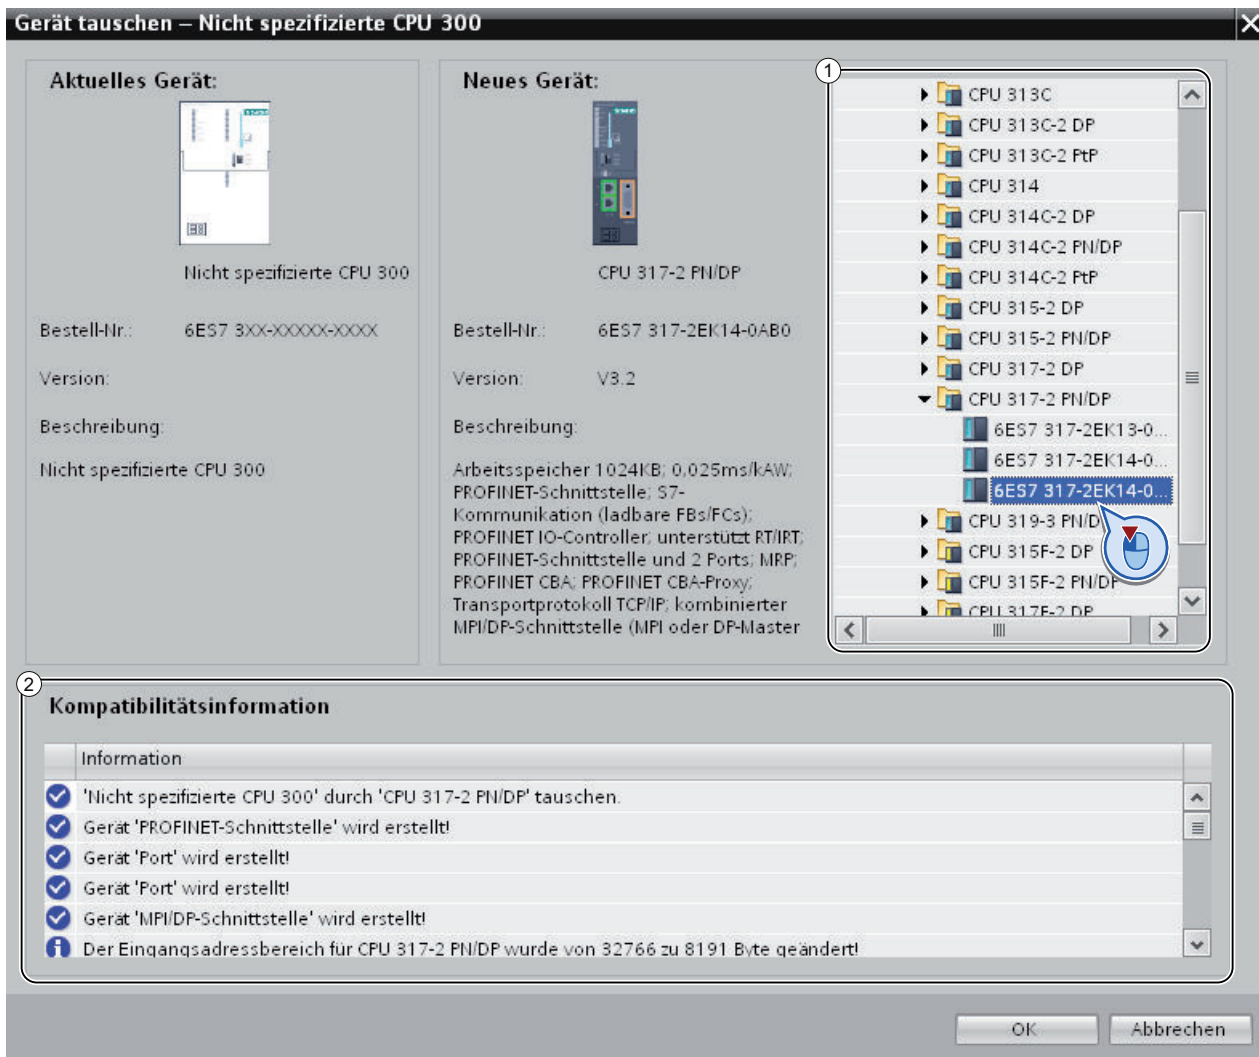 Gerät tauschen – Nicht spezifizierte CPU 300
Aktuelles Gerät:
Nicht spezifizierte CPU 300
Bestell-Nr.: 6ES7 3XX-XXXXX-XXXX
Version:
Beschreibung:
Nicht spezifizierte CPU 300
Neues Gerät:
SIEMENS
CPU 317-2 PN/DP
Bestell-Nr.: 6ES7 317-2EK14-0AB0
Version: V3.2
Beschreibung:
Arbeitsspeicher 1024KB; 0,025ms/kAW;
PROFINET-Schnittstelle; S7-
Kommunikation (ladbare FBs/FCs);
PROFINET IO-Controller; unterstützt RT/IRT;
PROFINET-Schnittstelle und 2 Ports; MRP;
PROFINET CBA; PROFINET CBA-Proxy;
Transportprotokoll TCP/IP; kombinierter
MPI/DP-Schnittstelle (MPI oder DP-Master
1
CPU 313C
CPU 313C-2 DP
CPU 313C-2 PtP
CPU 314
CPU 314C-2 DP
CPU 314C-2 PN/DP
CPU 314C-2 PtP
CPU 315-2 DP
CPU 315-2 PN/DP
CPU 317-2 DP
CPU 317-2 PN/DP
6ES7 317-2EK13-0...
6ES7 317-2EK14-0...
6ES7 317-2EK14-0...
CPU 319-3 PN/D
CPU 315F-2 DP
CPU 315F-2 PN/DP
CPU 317F-2 DP
2
Kompatibilitätsinformation
Information
'Nicht spezifizierte CPU 300' durch 'CPU 317-2 PN/DP' tauschen.
Gerät 'PROFINET-Schnittstelle' wird erstellt!
Gerät 'Port' wird erstellt!
Gerät 'Port' wird erstellt!
Gerät 'MPI/DP-Schnittstelle' wird erstellt!
Der Eingangsadressbereich für CPU 317-2 PN/DP wurde von 32766 zu 8191 Byte geändert!
OK
Abbrechen